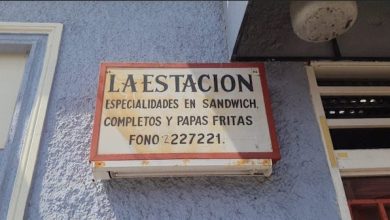 "LA ESTACION"
ESPECIALIDADES EN SANDWICH,
COMPLETOS Y PAPAS FRITAS
FONO:2227221.